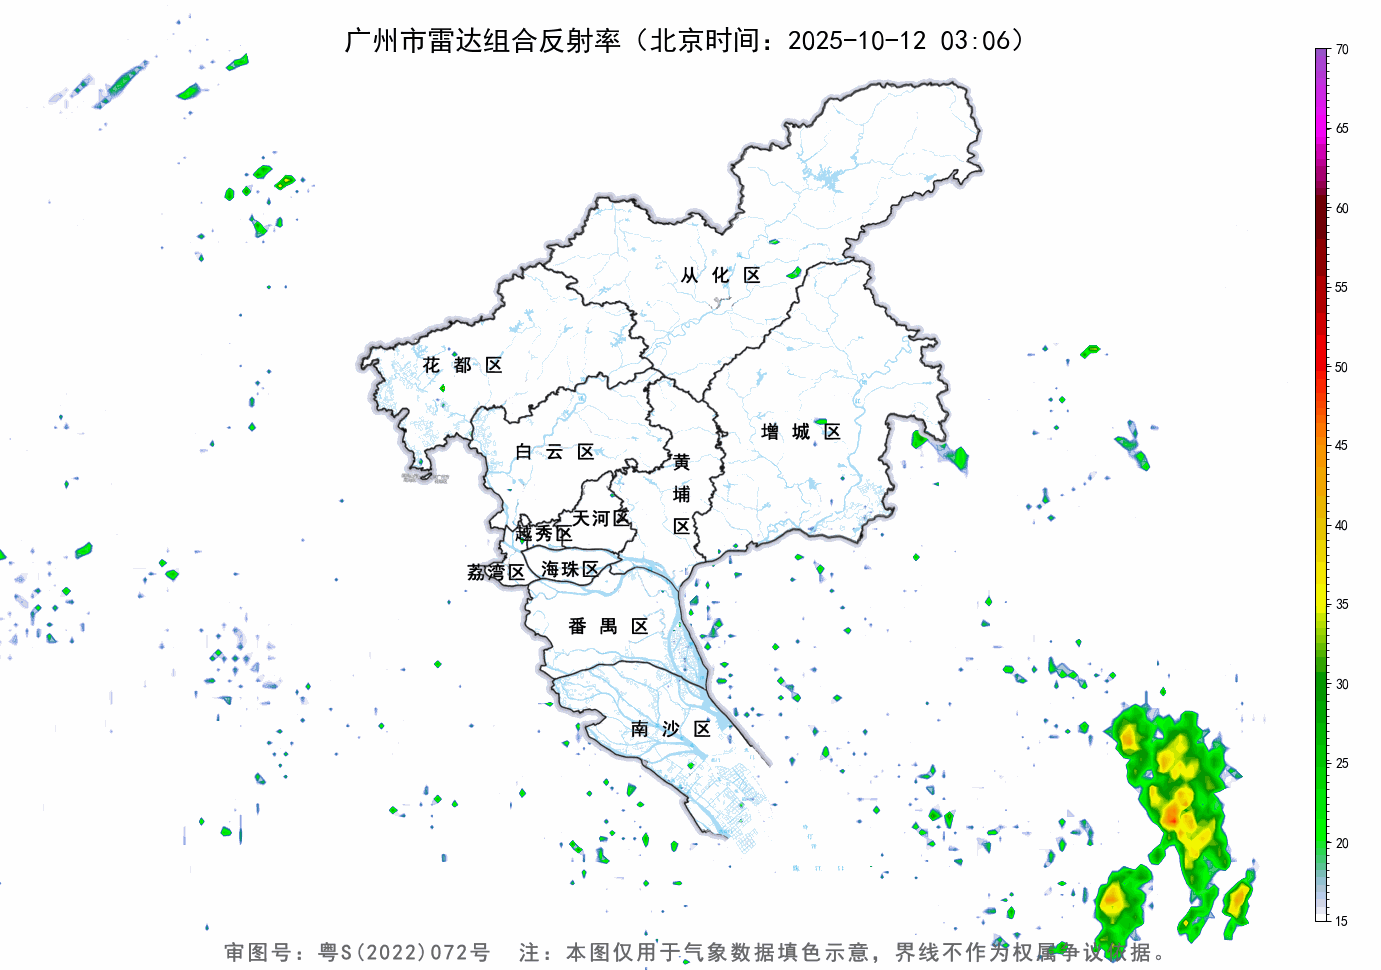 广州市雷达组合反射率（北京时间：2025-10-12 03:06）
70
65
60
55
50
45
40
35
30
25
20
15
从化区
花都区
增城区
白云区
黄埔区
天河区
越秀区
荔湾区
海珠区
番禺区
南沙区
审图号：粤S(2022)072号 注：本图仅用于气象数据填色示意，界线不作为权属争议依据。